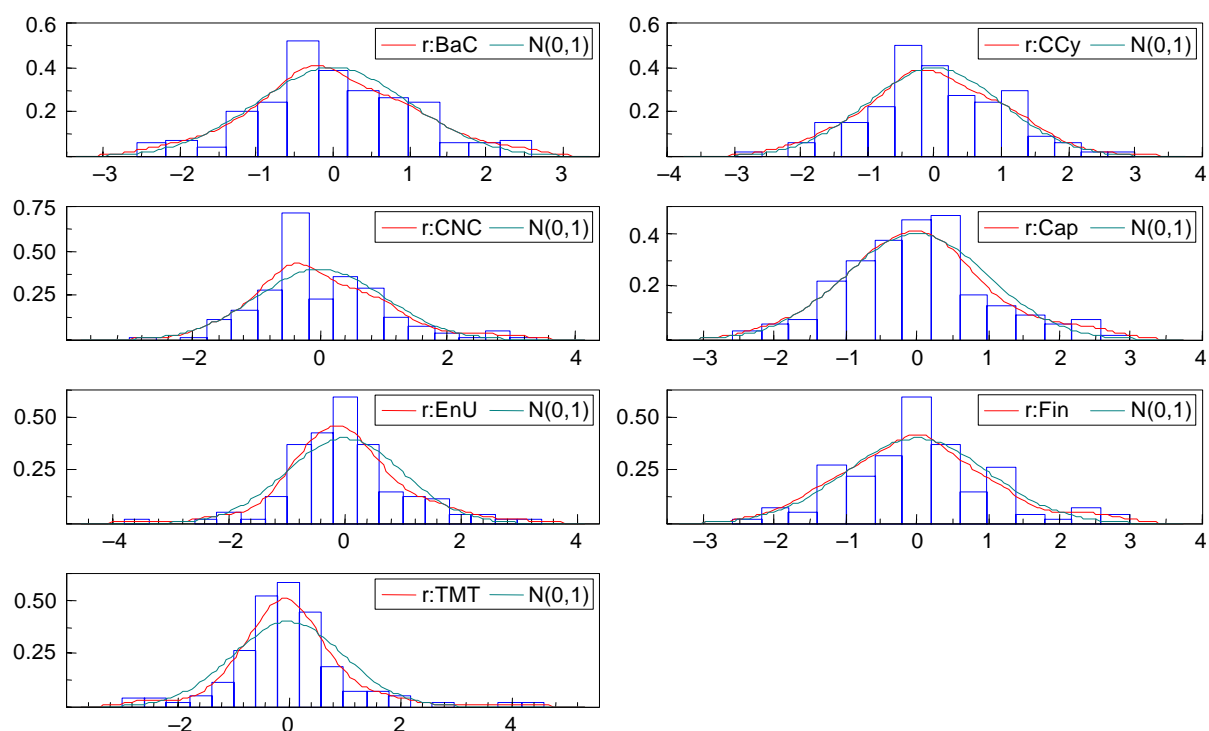 0.6
r:BaC N(0,1)
0.4
0.2
−3 −2 −1 0 1 2 3
0.6
r:CCy N(0,1)
0.4
0.2
−4 −3 −2 −1 0 1 2 3 4
0.75
r:CNC N(0,1)
0.50
0.25
−2 0 2 4
r:Cap N(0,1)
0.4
0.2
−3 −2 −1 0 1 2 3
r:EnU N(0,1)
0.50
0.25
−4 −2 0 2 4
r:Fin N(0,1)
0.50
0.25
−3 −2 −1 0 1 2 3 4
r:TMT N(0,1)
0.50
0.25
−2 0 2 4